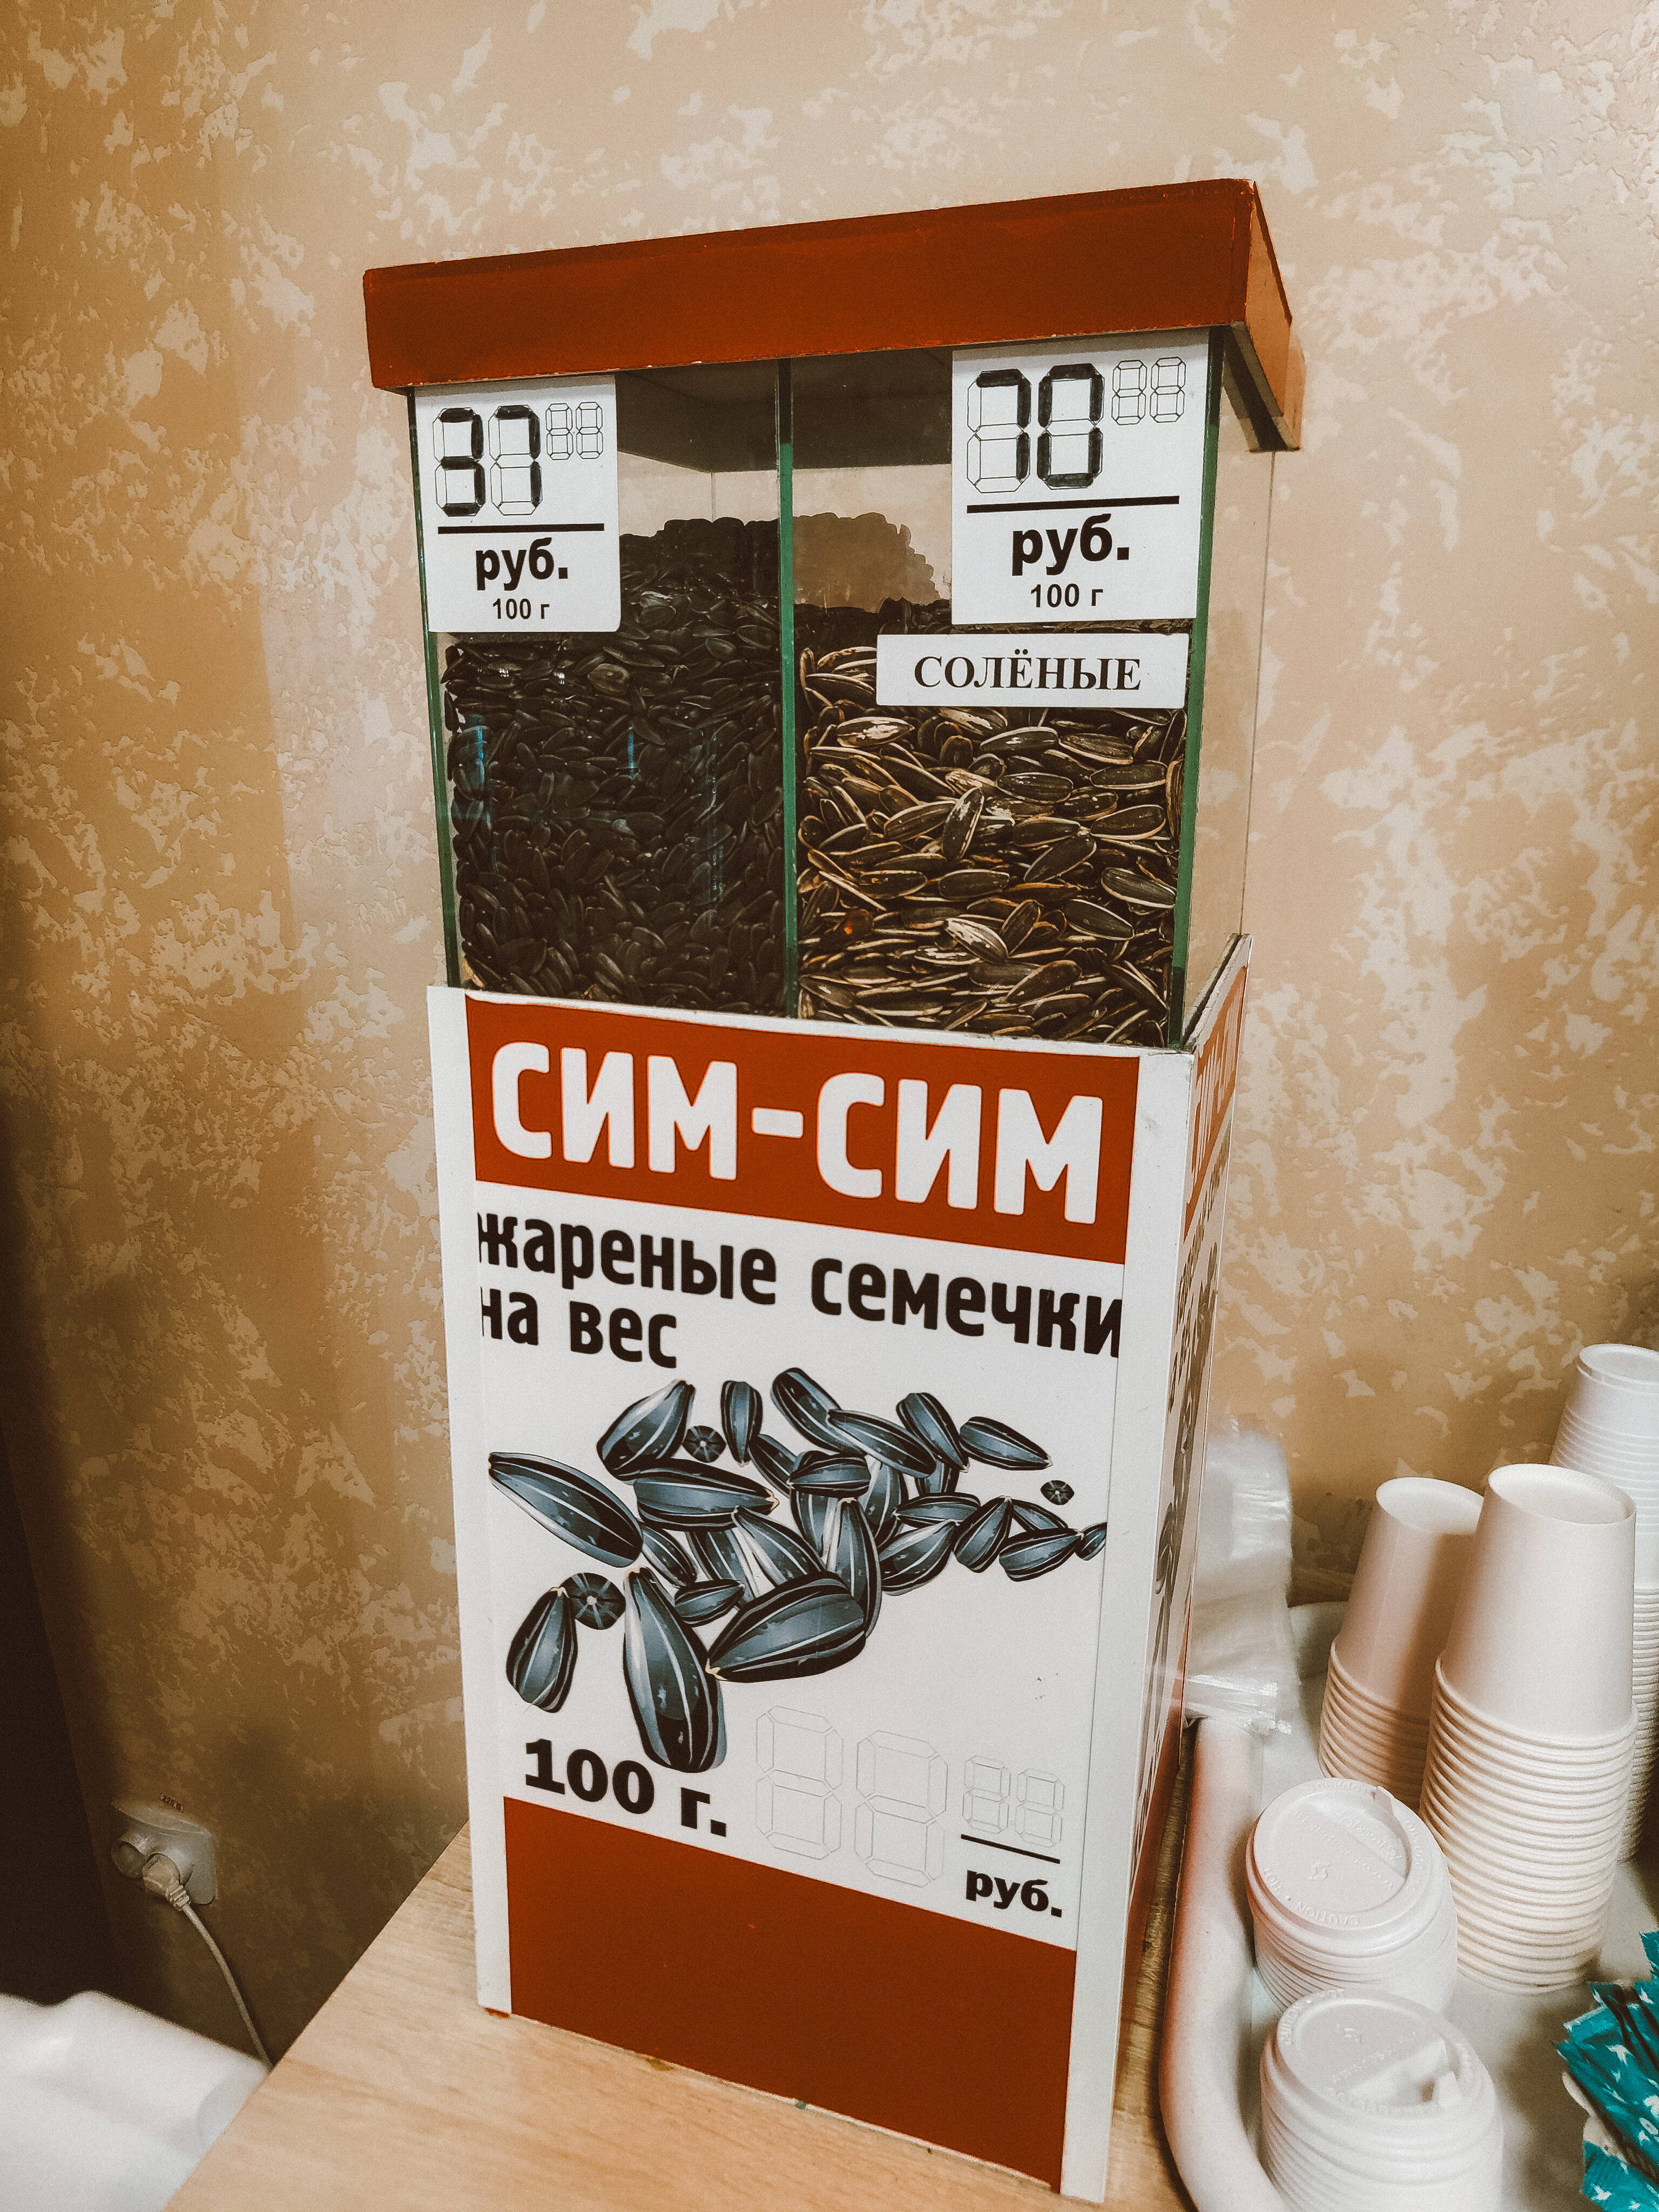 37
руб.
100 г
70
руб.
100 г
СОЛЁНЫЕ
СИМ-СИМ
жареные семечки
на вес
100 г.
руб.